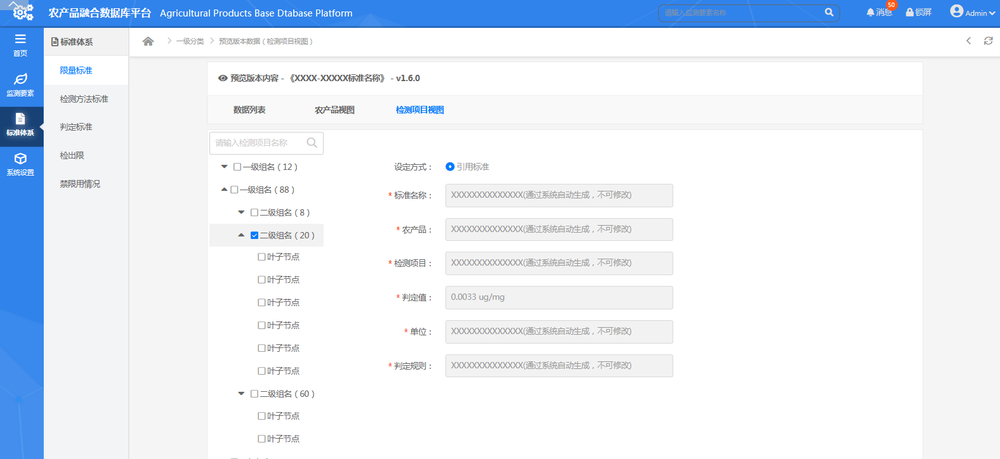 农产品融合数据库平台 Agricultural Products Base Dtabase Platform
请输入监测要素名称
50
消息
锁屏
Admin
首页
监测要素
标准体系
系统设置
标准体系
限量标准
检测方法标准
判定标准
检出限
禁限用情况
一级分类 预览版本数据 ( 检测项目视图 )
预览版本内容 - 《XXXX-XXXXX标准名称》 - v1.6.0
数据列表 农产品视图 检测项目视图
请输入检测项目名称
一级组名 ( 12 )
一级组名 ( 88 )
二级组名 ( 8 )
二级组名 ( 20 )
叶子节点
叶子节点
叶子节点
叶子节点
叶子节点
叶子节点
二级组名 ( 60 )
叶子节点
叶子节点
设定方式 : 引用标准
* 标准名称 : XXXXXXXXXXXXXX(通过系统自动生成 , 不可修改)
* 农产品 : XXXXXXXXXXXXXX(通过系统自动生成 , 不可修改)
* 检测项目 : XXXXXXXXXXXXXX(通过系统自动生成 , 不可修改)
* 判定值 : 0.0033 ug/mg
* 单位 : XXXXXXXXXXXXXX(通过系统自动生成 , 不可修改)
* 判定规则 : XXXXXXXXXXXXXX(通过系统自动生成 , 不可修改)